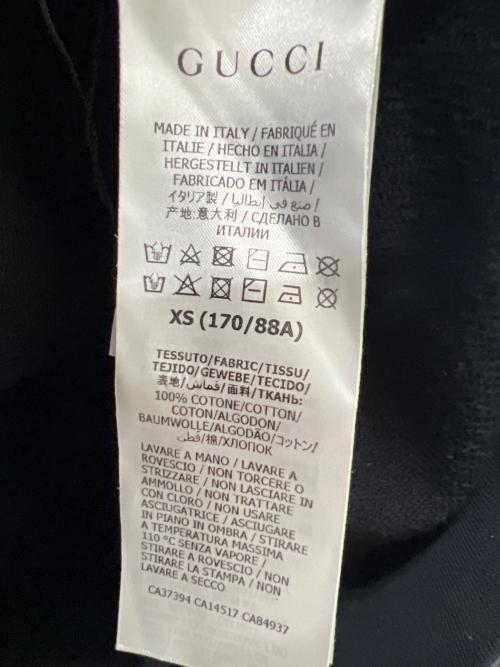 GUCCI
MADE IN ITALY / FABRIQUÉ EN
ITALIE / HECHO EN ITALIA /
HERGESTELLT IN ITALIEN /
FABRICADO EM ITÁLIA /
イタリア製 / صنع في إيطاليا /
产地:意大利 / СДЕЛАНО В
ИТАЛИИ
XS (170/88A)
TESSUTO/FABRIC/TISSU/
TEJIDO/GEWEBE/TECIDO/
表地/قماش/面料/ТКАНЬ:
100% COTONE/COTTON/
COTON/ALGODON/
BAUMWOLLE/ALGODÃO/コットン/
قطن/棉/ХЛОПОК
LAVARE A MANO / LAVARE A
ROVESCIO / NON TORCERE O
STRIZZARE / NON LASCIARE IN
AMMOLLO / NON TRATTARE
CON CLORO / NON USARE
ASCIUGATRICE / ASCIUGARE
IN PIANO IN OMBRA / STIRARE
A TEMPERATURA MASSIMA
110 °C SENZA VAPORE /
STIRARE A ROVESCIO / NON
STIRARE LA STAMPA / NON
LAVARE A SECCO
CA37394 CA14517 CA84937